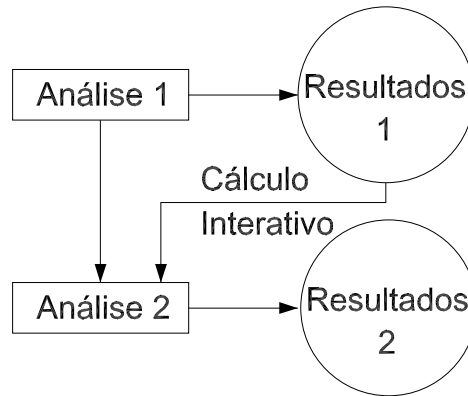 Análise 1
Resultados
1
Cálculo
Interativo
Análise 2
Resultados
2